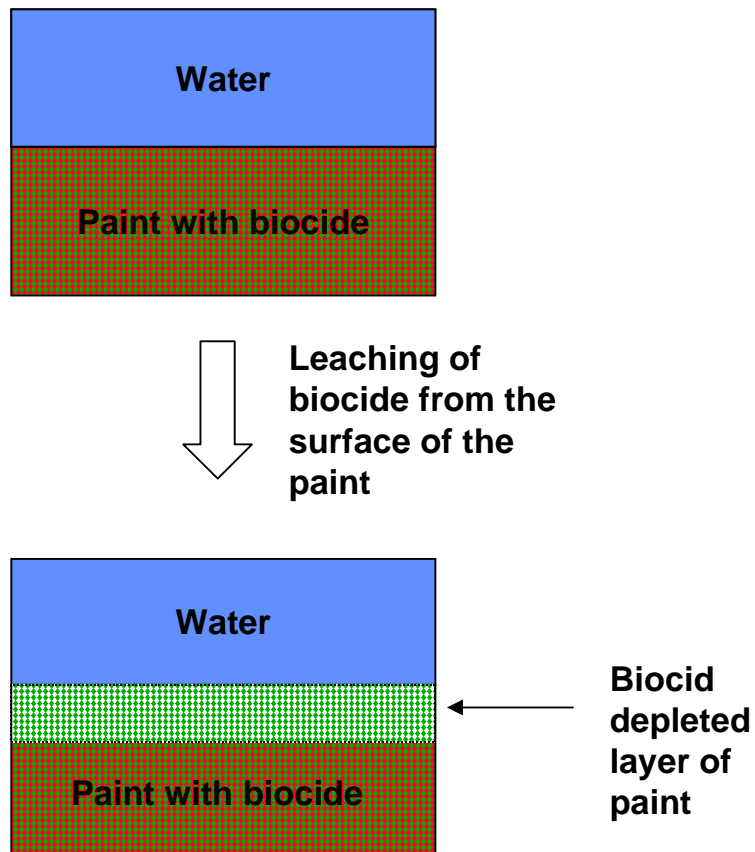 Water
Paint with biocide
Leaching of
biocide from the
surface of the
paint
Water
Biocid
depleted
layer of
paint
Paint with biocide